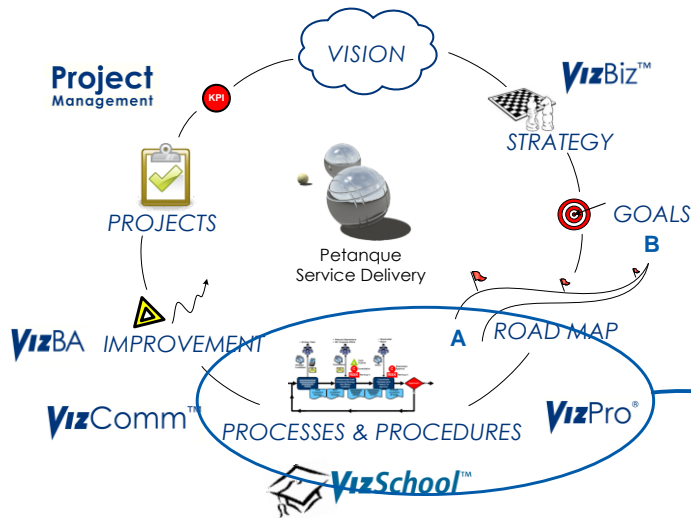 VISION
Project
Management
KPI
VIZBiz™
STRATEGY
PROJECTS
GOALS
B
Petanque
Service Delivery
A
ROAD MAP
VIZBA
IMPROVEMENT
VIZComm™
VIZPro®
PROCESSES & PROCEDURES
VIZSchool™